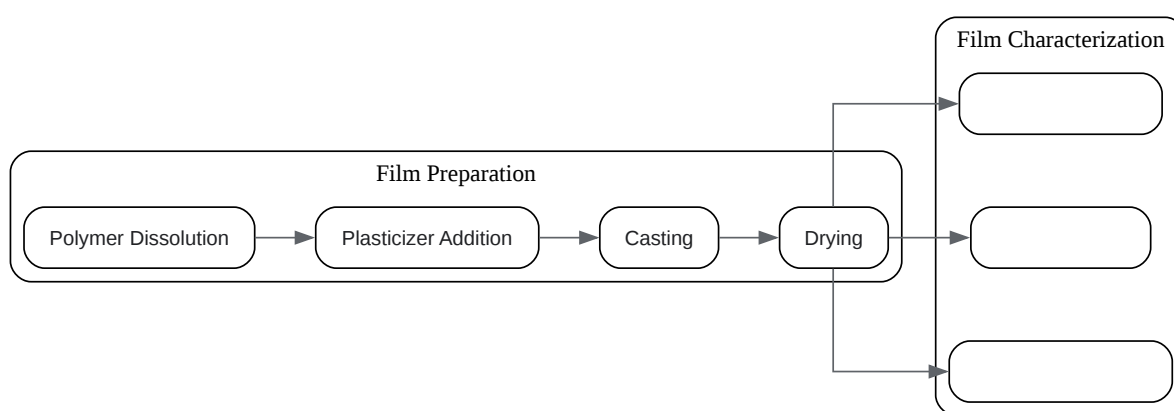 Film Characterization
Film Preparation
Polymer Dissolution
Plasticizer Addition
Casting
Drying